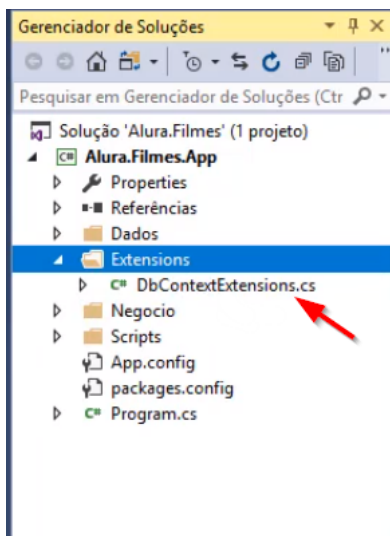 Gerenciador de Soluções
Pesquisar em Gerenciador de Soluções (Ctr
Solução 'Alura.Filmes' (1 projeto)
C# Alura.Filmes.App
Properties
Referências
Dados
Extensions
C# DbContextExtensions.cs
Negocio
Scripts
App.config
packages.config
C# Program.cs